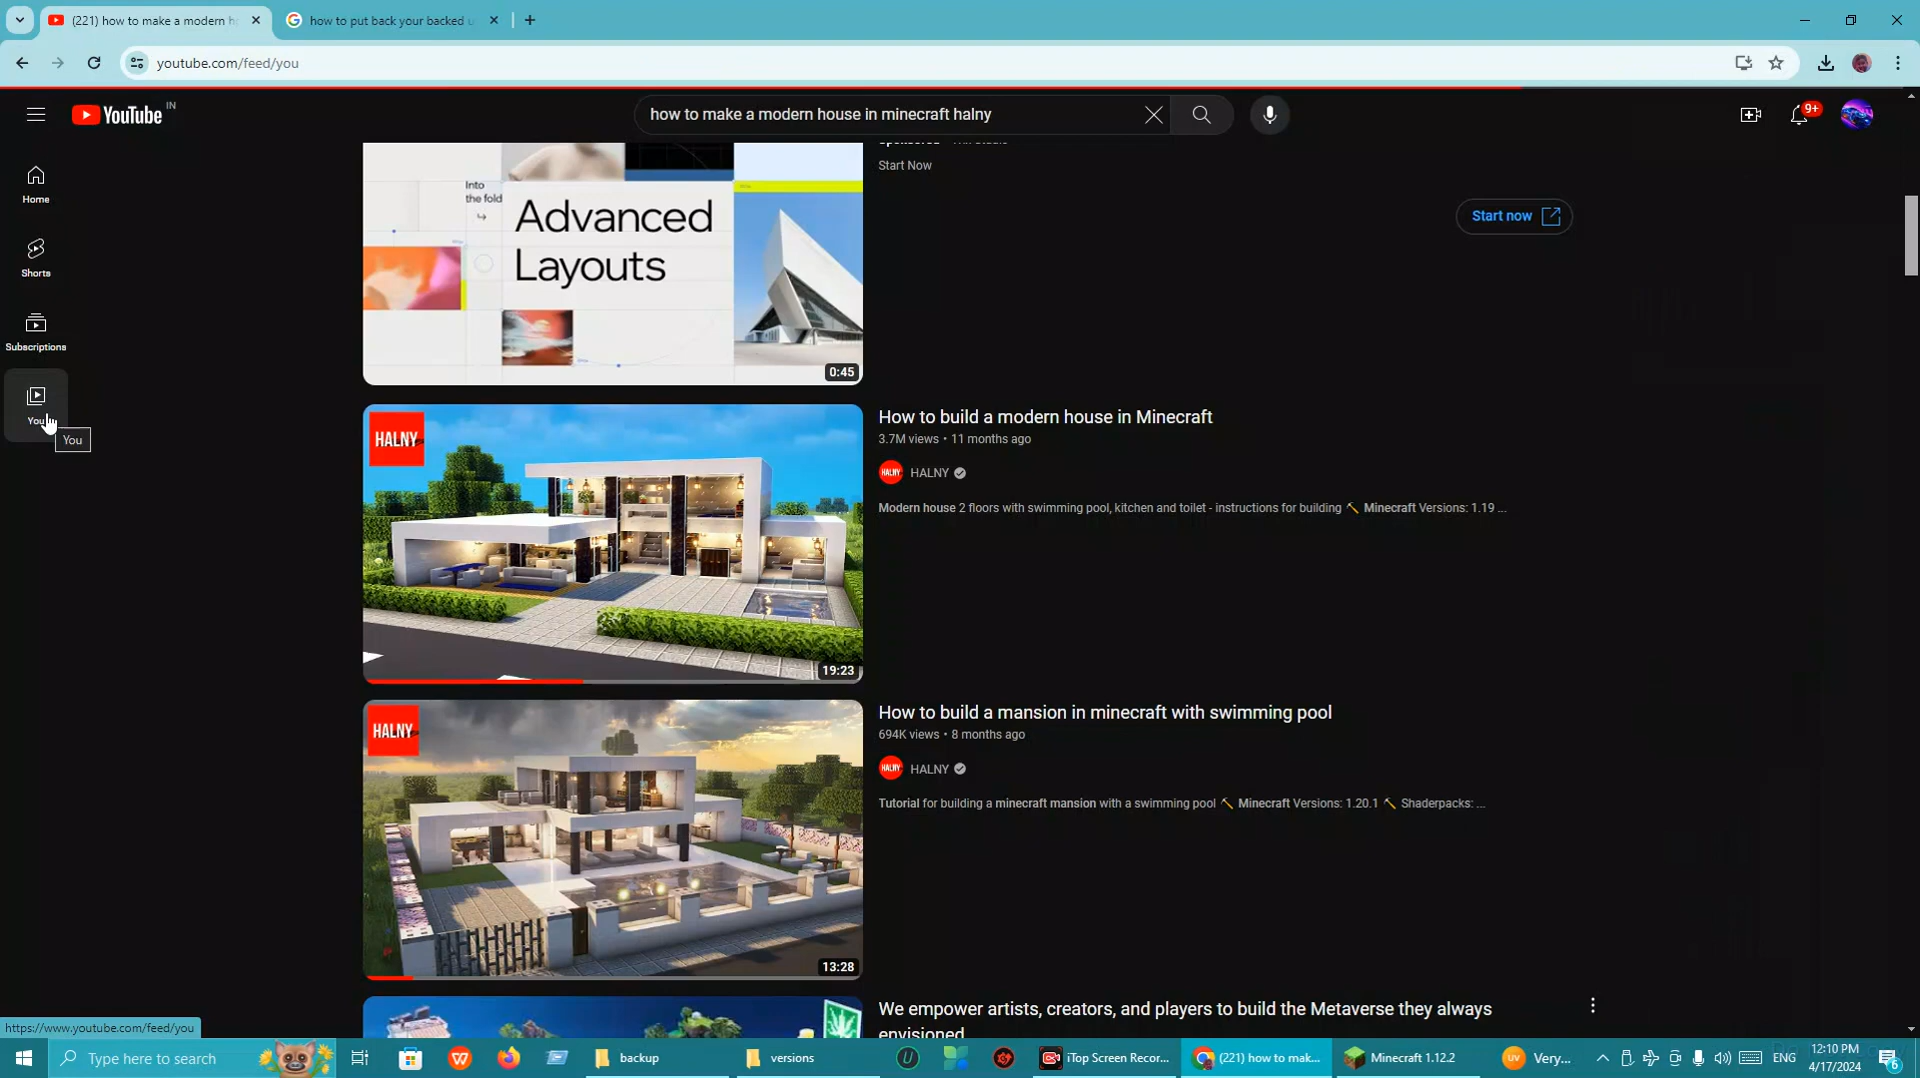 (221) how to make a modern h
how to put back your backed u
youtube.com/feed/you
YouTube IN
how to make a modern house in minecraft halny
9+
Home
Shorts
Subscriptions
You
You
Start Now
Start now
Into
the fold
Advanced
Layouts
0:45
HALNY
19:23
How to build a modern house in Minecraft
3.7M views • 11 months ago
HALNY
Modern house 2 floors with swimming pool, kitchen and toilet - instructions for building Minecraft Versions: 1.19 ...
HALNY
13:28
How to build a mansion in minecraft with swimming pool
694K views • 8 months ago
HALNY
Tutorial for building a minecraft mansion with a swimming pool Minecraft Versions: 1.20.1 Shaderpacks: ...
We empower artists, creators, and players to build the Metaverse they always
envisioned
https://www.youtube.com/feed/you
Type here to search
backup
versions
iTop Screen Recor...
(221) how to mak...
Minecraft 1.12.2
UV
Very...
ENG
12:10 PM
4/17/2024
6